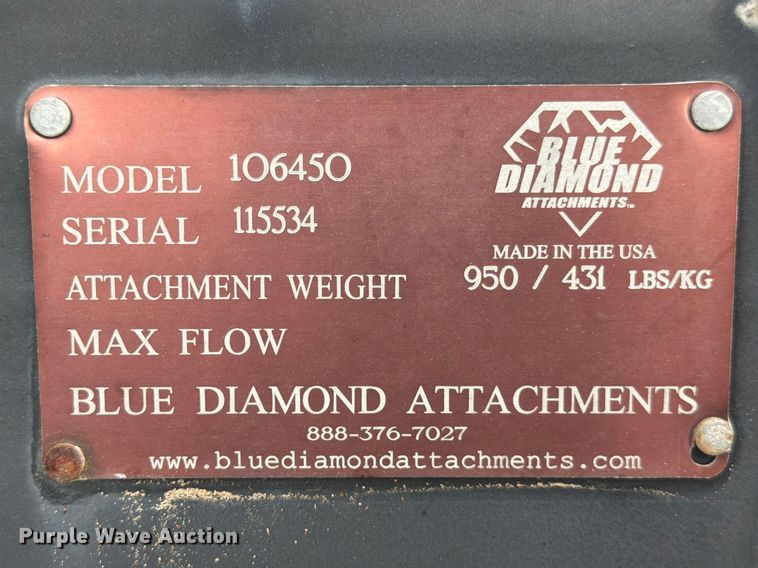 BLUE
DIAMOND
ATTACHMENTS™
MADE IN THE USA
MODEL 106450
SERIAL 115534
ATTACHMENT WEIGHT 950 / 431 LBS/KG
MAX FLOW
BLUE DIAMOND ATTACHMENTS
888-376-7027
www.bluediamondattachments.com
Purple Wave Auction